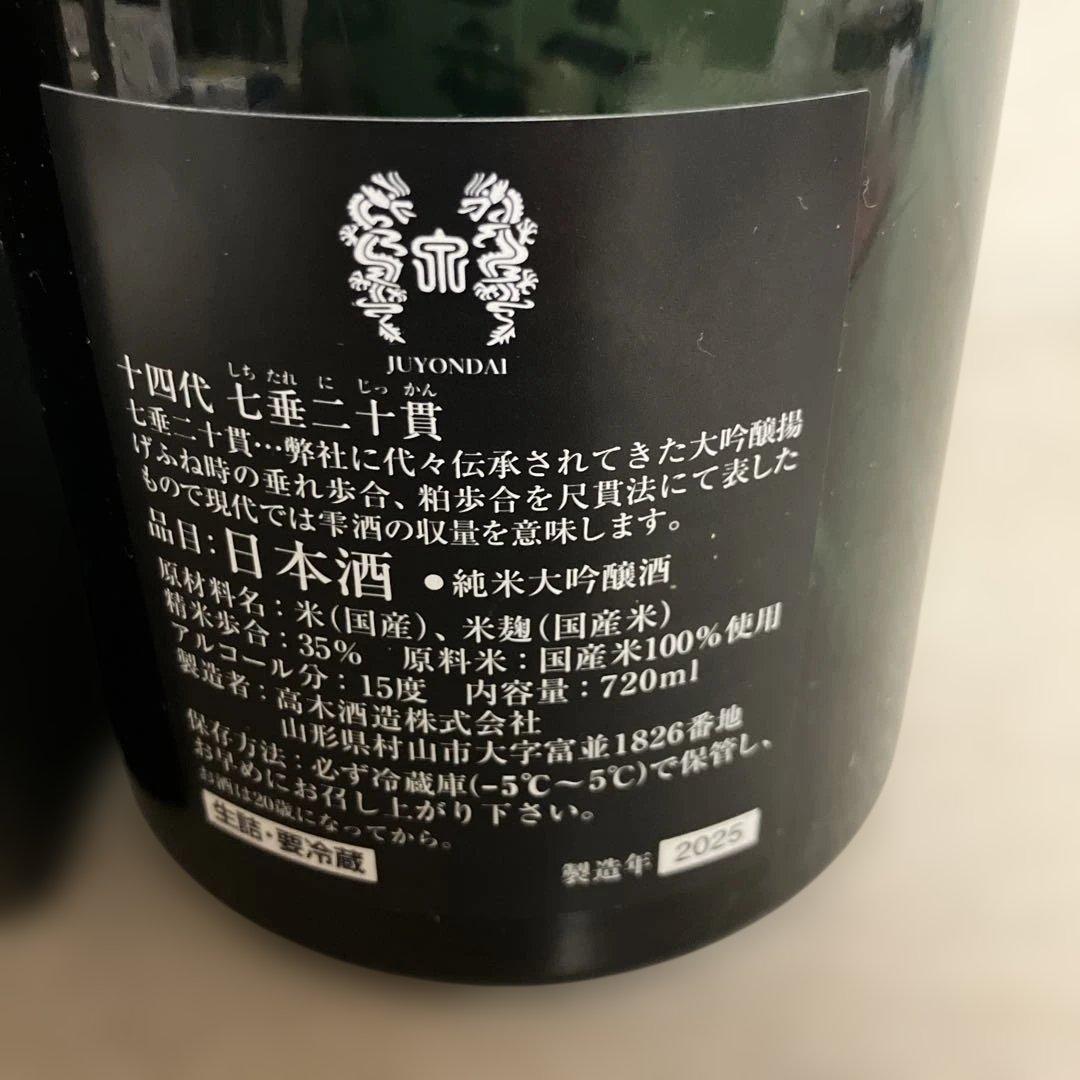 JUYONDAI
しち たれ に じっ かん
十四代 七垂二十貫
七垂二十貫…弊社に代々伝承されてきた大吟醸揚
げふね時の垂れ歩合、粕歩合を尺貫法にて表した
もので現代では雫酒の収量を意味します。
品目:日本酒 ●純米大吟醸酒
原材料名:米(国産)、米麹(国産米)
精米歩合:35% 原料米:国産米100%使用
アルコール分:15度 内容量:720ml
製造者:高木酒造株式会社
山形県村山市大字富並1826番地
保存方法:必ず冷蔵庫(-5℃~5℃)で保管し、
お早めにお召し上がり下さい。
お酒は20歳になってから。
生詰・要冷蔵
製造年 2025